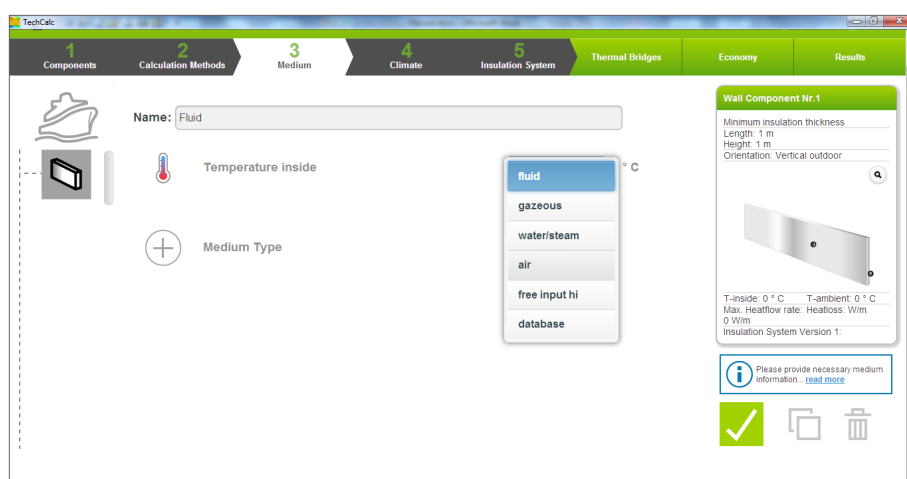 TechCalc
1
Components
2
Calculation Methods
3
Medium
4
Climate
5
Insulation System
Thermal Bridges
Economy
Results
Name: Fluid
Temperature inside
° C
Medium Type
fluid
gazeous
water/steam
air
free input hi
database
Wall Component Nr.1
Minimum insulation thickness
Length: 1 m
Height: 1 m
Orientation: Vertical outdoor
T-inside: 0 ° C T-ambient: 0 ° C
Max. Heatflow rate: Heatloss: W/m
0 W/m
Insulation System Version 1:
Please provide necessary medium
information... read more